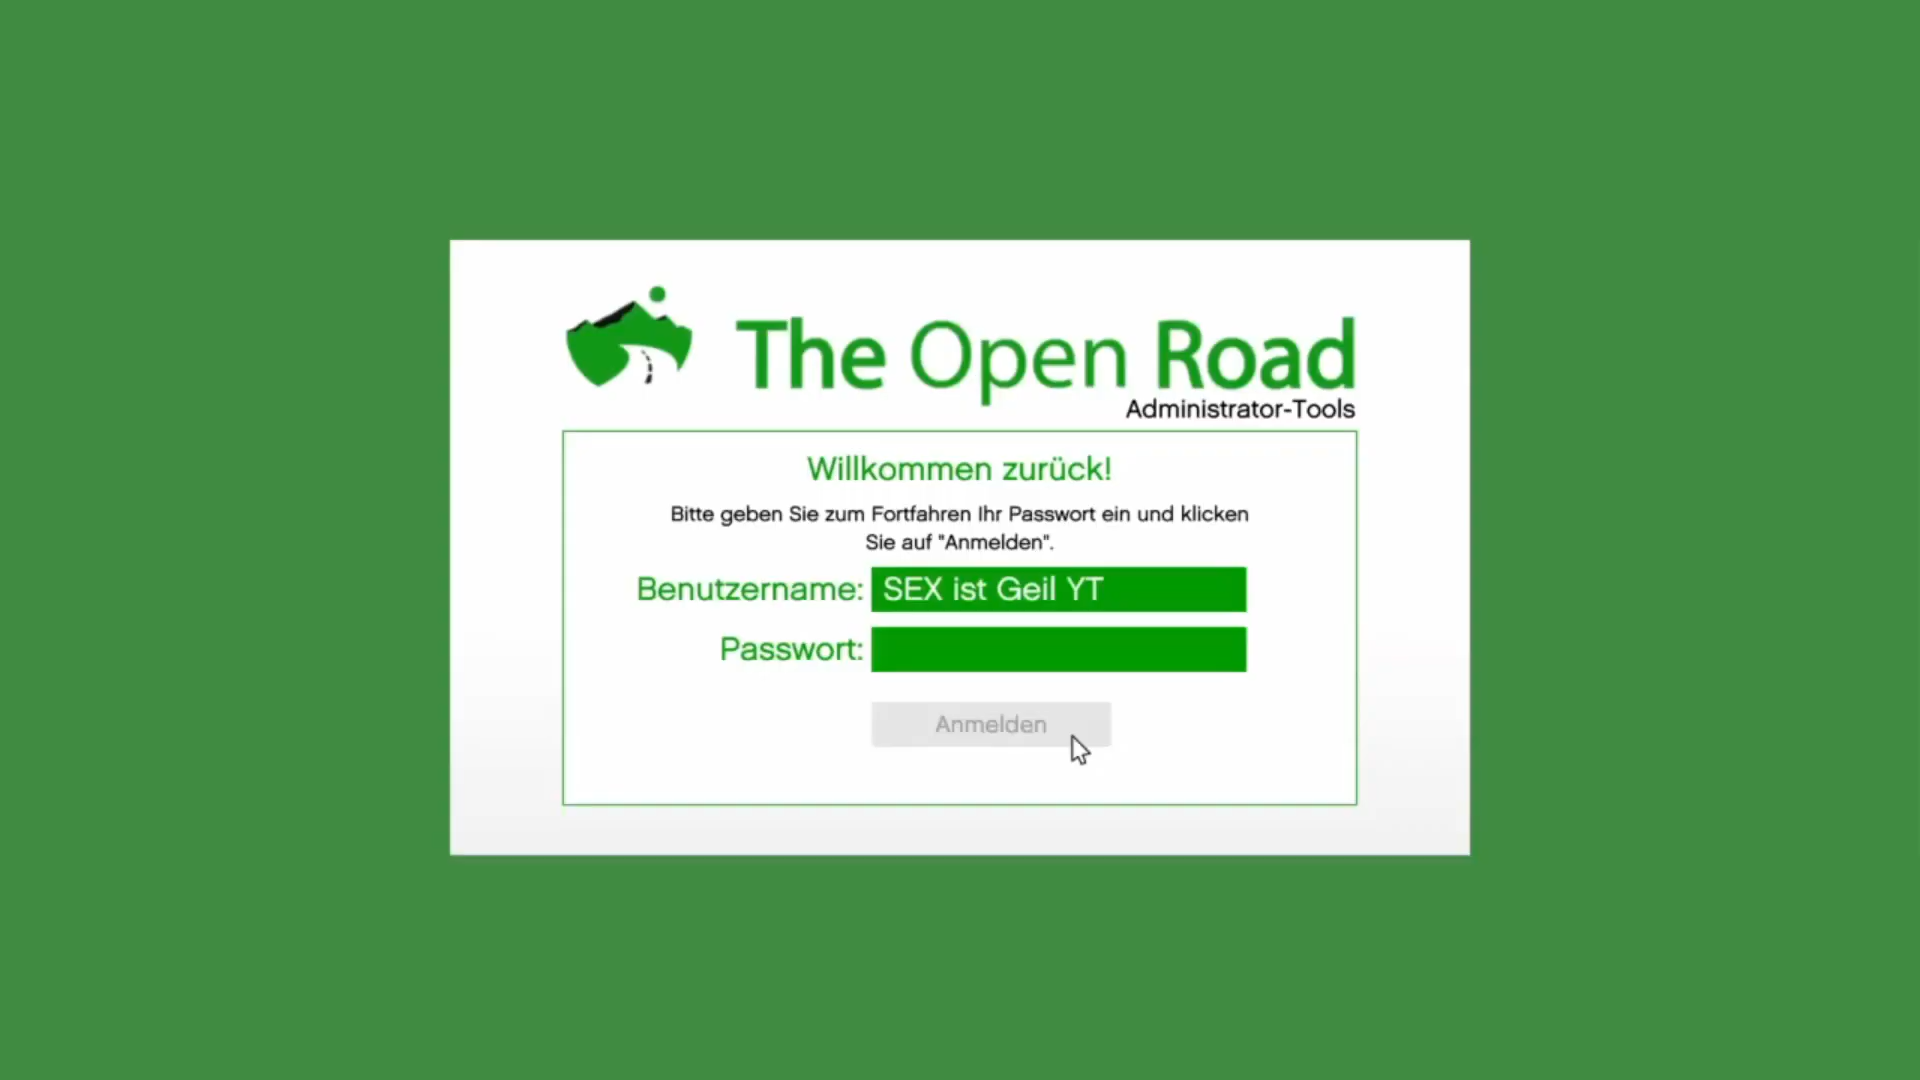 The Open Road
Administrator-Tools
Willkommen zurück!
Bitte geben Sie zum Fortfahren Ihr Passwort ein und klicken
Sie auf "Anmelden".
Benutzername: SEX ist Geil YT
Passwort:
Anmelden